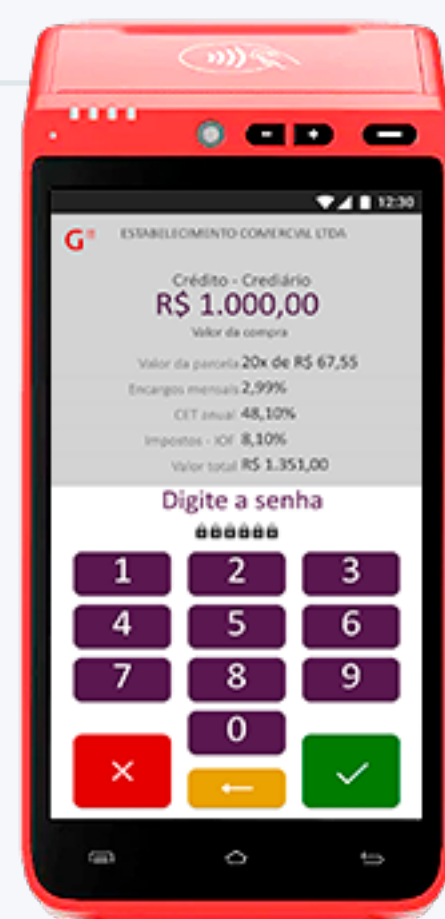 12:30
G
ESTABELECIMENTO COMERCIAL LTDA
Crédito - Crediário
R$ 1.000,00
Valor da compra
Valor da parcela 20x de R$ 67,55
Encargos mensais 2,99%
CET anual 48,10%
Impostos - IOF 8,10%
Valor total R$ 1.351,00
Digite a senha
1 2 3
4 5 6
7 8 9
0